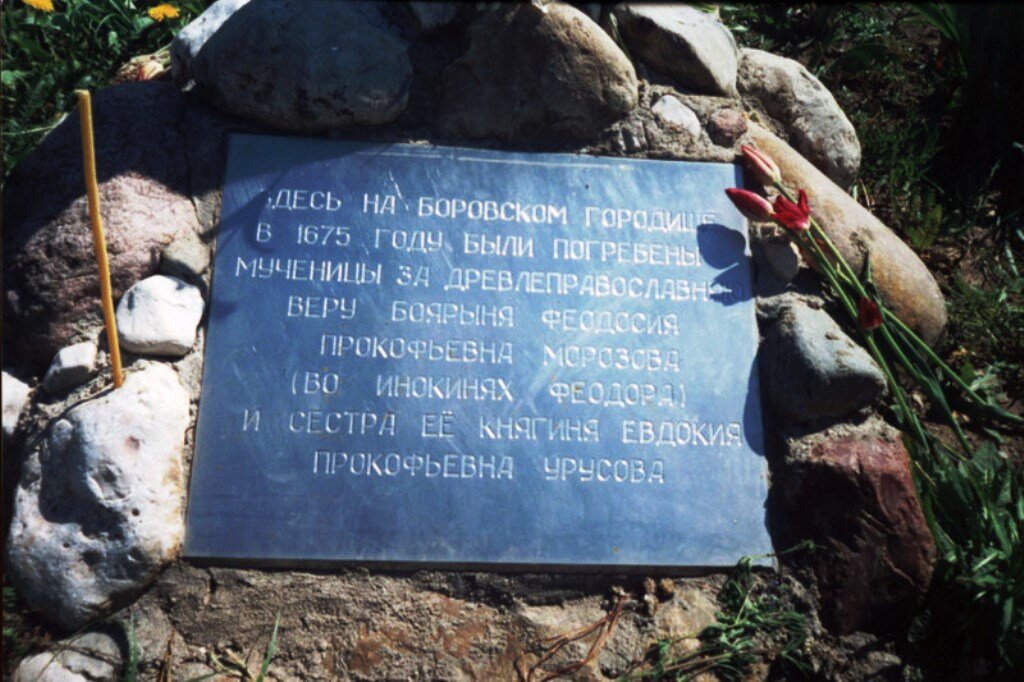 ЗДЕСЬ НА БОРОВСКОМ ГОРОДИЩЕ
В 1675 ГОДУ БЫЛИ ПОГРЕБЕНЫ
МУЧЕНИЦЫ ЗА ДРЕВЛЕПРАВОСЛАВНУЮ
ВЕРУ БОЯРЫНЯ ФЕОДОСИЯ
ПРОКОФЬЕВНА МОРОЗОВА
(ВО ИНОКИНЯХ ФЕОДОРА)
И СЕСТРА ЕЁ КНЯГИНЯ ЕВДОКИЯ
ПРОКОФЬЕВНА УРУСОВА